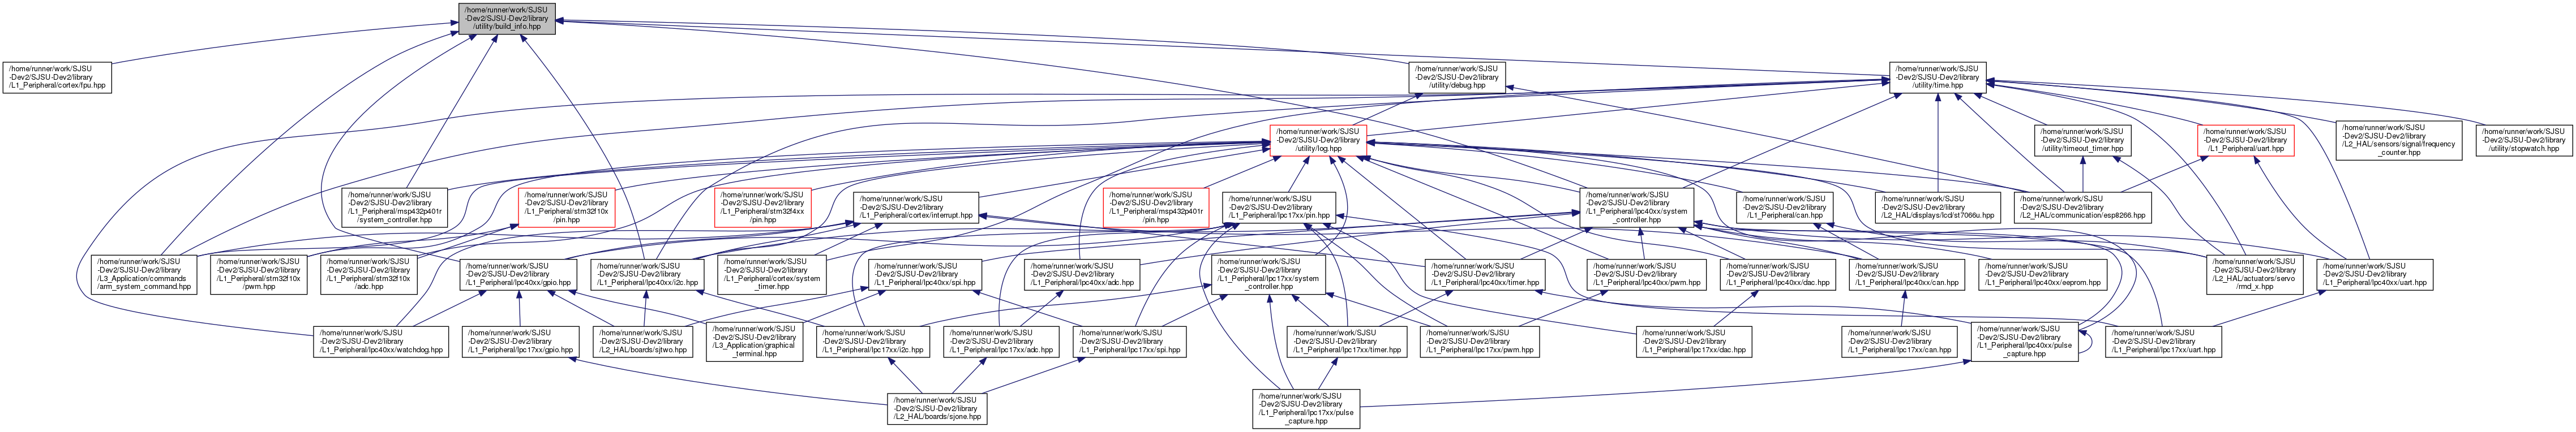 /home/runner/work/SJSU
-Dev2/SJSU-Dev2/library
/utility/build_info.hpp
/home/runner/work/SJSU
-Dev2/SJSU-Dev2/library
/L1_Peripheral/cortex/fpu.hpp
/home/runner/work/SJSU
-Dev2/SJSU-Dev2/library
/utility/debug.hpp
/home/runner/work/SJSU
-Dev2/SJSU-Dev2/library
/utility/time.hpp
/home/runner/work/SJSU
-Dev2/SJSU-Dev2/library
/utility/log.hpp
/home/runner/work/SJSU
-Dev2/SJSU-Dev2/library
/utility/timeout_timer.hpp
/home/runner/work/SJSU
-Dev2/SJSU-Dev2/library
/L1_Peripheral/uart.hpp
/home/runner/work/SJSU
-Dev2/SJSU-Dev2/library
/L2_HAL/sensors/signal/frequency
_counter.hpp
/home/runner/work/SJSU
-Dev2/SJSU-Dev2/library
/utility/stopwatch.hpp
/home/runner/work/SJSU
-Dev2/SJSU-Dev2/library
/L1_Peripheral/msp432p401r
/system_controller.hpp
/home/runner/work/SJSU
-Dev2/SJSU-Dev2/library
/L1_Peripheral/stm32f10x
/pin.hpp
/home/runner/work/SJSU
-Dev2/SJSU-Dev2/library
/L1_Peripheral/stm32f4xx
/pin.hpp
/home/runner/work/SJSU
-Dev2/SJSU-Dev2/library
/L1_Peripheral/cortex/interrupt.hpp
/home/runner/work/SJSU
-Dev2/SJSU-Dev2/library
/L1_Peripheral/msp432p401r
/pin.hpp
/home/runner/work/SJSU
-Dev2/SJSU-Dev2/library
/L1_Peripheral/lpc17xx/pin.hpp
/home/runner/work/SJSU
-Dev2/SJSU-Dev2/library
/L1_Peripheral/lpc40xx/system
_controller.hpp
/home/runner/work/SJSU
-Dev2/SJSU-Dev2/library
/L1_Peripheral/can.hpp
/home/runner/work/SJSU
-Dev2/SJSU-Dev2/library
/L2_HAL/displays/lcd/st7066u.hpp
/home/runner/work/SJSU
-Dev2/SJSU-Dev2/library
/L2_HAL/communication/esp8266.hpp
/home/runner/work/SJSU
-Dev2/SJSU-Dev2/library
/L3_Application/commands
/arm_system_command.hpp
/home/runner/work/SJSU
-Dev2/SJSU-Dev2/library
/L1_Peripheral/stm32f10x
/pwm.hpp
/home/runner/work/SJSU
-Dev2/SJSU-Dev2/library
/L1_Peripheral/stm32f10x
/adc.hpp
/home/runner/work/SJSU
-Dev2/SJSU-Dev2/library
/L1_Peripheral/lpc40xx/gpio.hpp
/home/runner/work/SJSU
-Dev2/SJSU-Dev2/library
/L1_Peripheral/lpc40xx/i2c.hpp
/home/runner/work/SJSU
-Dev2/SJSU-Dev2/library
/L1_Peripheral/cortex/system
_timer.hpp
/home/runner/work/SJSU
-Dev2/SJSU-Dev2/library
/L1_Peripheral/lpc40xx/spi.hpp
/home/runner/work/SJSU
-Dev2/SJSU-Dev2/library
/L1_Peripheral/lpc40xx/adc.hpp
/home/runner/work/SJSU
-Dev2/SJSU-Dev2/library
/L1_Peripheral/lpc17xx/system
_controller.hpp
/home/runner/work/SJSU
-Dev2/SJSU-Dev2/library
/L1_Peripheral/lpc40xx/timer.hpp
/home/runner/work/SJSU
-Dev2/SJSU-Dev2/library
/L1_Peripheral/lpc40xx/pwm.hpp
/home/runner/work/SJSU
-Dev2/SJSU-Dev2/library
/L1_Peripheral/lpc40xx/dac.hpp
/home/runner/work/SJSU
-Dev2/SJSU-Dev2/library
/L1_Peripheral/lpc40xx/can.hpp
/home/runner/work/SJSU
-Dev2/SJSU-Dev2/library
/L1_Peripheral/lpc40xx/eeprom.hpp
/home/runner/work/SJSU
-Dev2/SJSU-Dev2/library
/L2_HAL/actuators/servo
/rmd_x.hpp
/home/runner/work/SJSU
-Dev2/SJSU-Dev2/library
/L1_Peripheral/lpc40xx/uart.hpp
/home/runner/work/SJSU
-Dev2/SJSU-Dev2/library
/L1_Peripheral/lpc40xx/watchdog.hpp
/home/runner/work/SJSU
-Dev2/SJSU-Dev2/library
/L1_Peripheral/lpc17xx/gpio.hpp
/home/runner/work/SJSU
-Dev2/SJSU-Dev2/library
/L2_HAL/boards/sjtwo.hpp
/home/runner/work/SJSU
-Dev2/SJSU-Dev2/library
/L3_Application/graphical
_terminal.hpp
/home/runner/work/SJSU
-Dev2/SJSU-Dev2/library
/L1_Peripheral/lpc17xx/i2c.hpp
/home/runner/work/SJSU
-Dev2/SJSU-Dev2/library
/L1_Peripheral/lpc17xx/adc.hpp
/home/runner/work/SJSU
-Dev2/SJSU-Dev2/library
/L1_Peripheral/lpc17xx/spi.hpp
/home/runner/work/SJSU
-Dev2/SJSU-Dev2/library
/L1_Peripheral/lpc17xx/timer.hpp
/home/runner/work/SJSU
-Dev2/SJSU-Dev2/library
/L1_Peripheral/lpc17xx/pwm.hpp
/home/runner/work/SJSU
-Dev2/SJSU-Dev2/library
/L1_Peripheral/lpc17xx/dac.hpp
/home/runner/work/SJSU
-Dev2/SJSU-Dev2/library
/L1_Peripheral/lpc17xx/can.hpp
/home/runner/work/SJSU
-Dev2/SJSU-Dev2/library
/L1_Peripheral/lpc40xx/pulse
_capture.hpp
/home/runner/work/SJSU
-Dev2/SJSU-Dev2/library
/L1_Peripheral/lpc17xx/uart.hpp
/home/runner/work/SJSU
-Dev2/SJSU-Dev2/library
/L2_HAL/boards/sjone.hpp
/home/runner/work/SJSU
-Dev2/SJSU-Dev2/library
/L1_Peripheral/lpc17xx/pulse
_capture.hpp